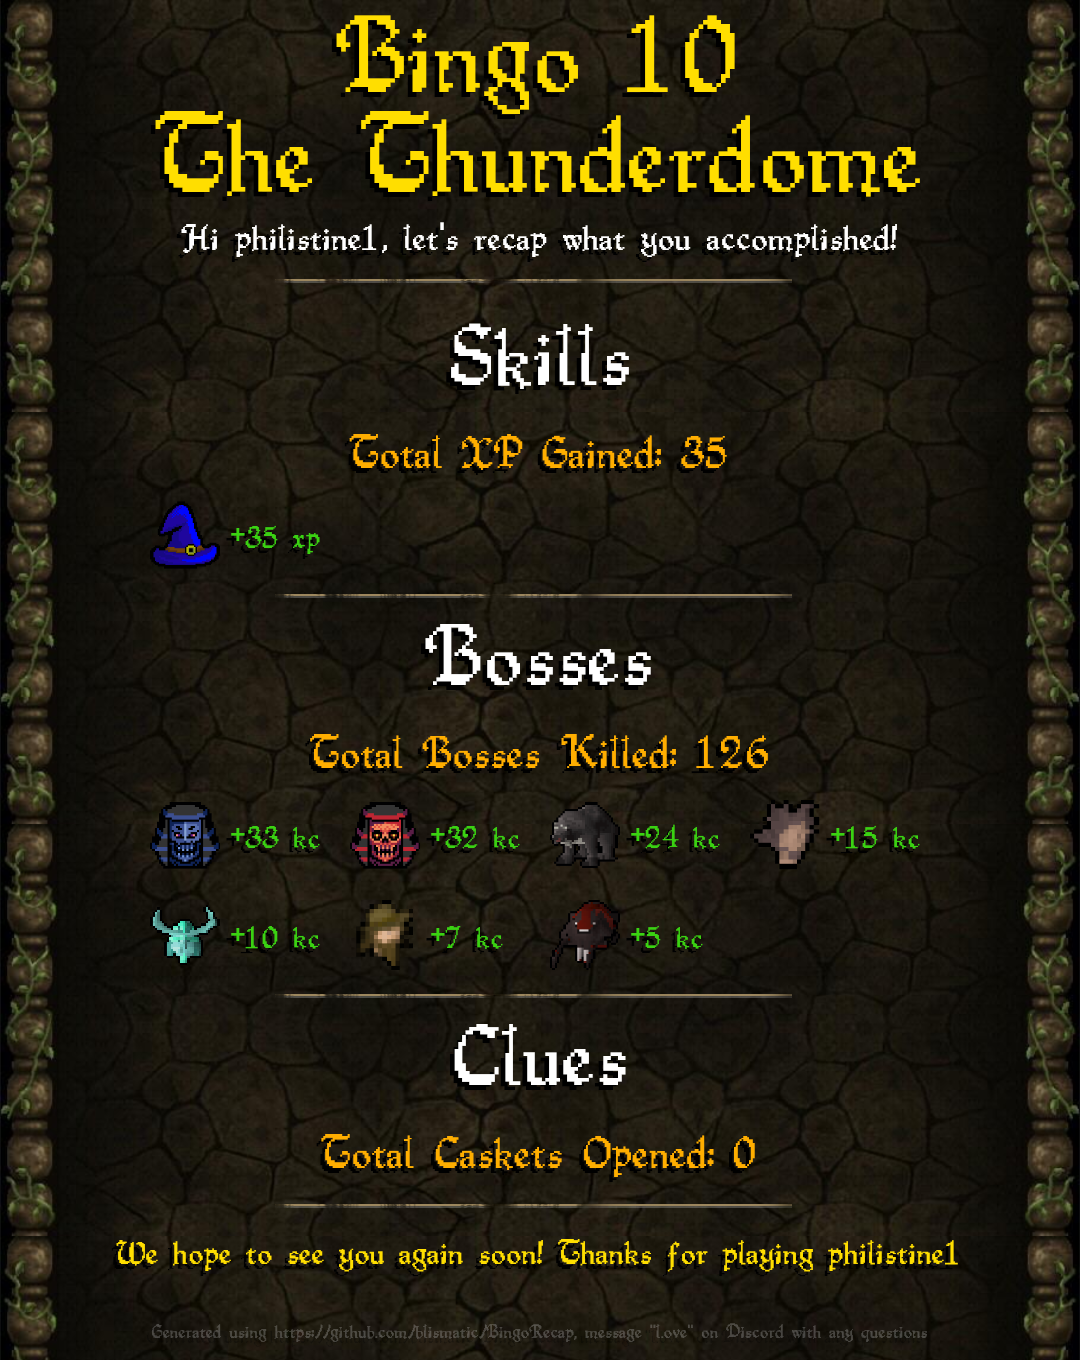 Bingo 10
The Thunderdome
Hi philistine1, let's recap what you accomplished!
Skills
Total XP Gained: 35
+35 xp
Bosses
Total Bosses Killed: 126
+33 kc +32 kc +24 kc +15 kc
+10 kc +7 kc +5 kc
Clues
Total Caskets Opened: 0
We hope to see you again soon! Thanks for playing philistine1
Generated using https://github.com/blismatic/BingoRecap, message "Love" on Discord with any questions